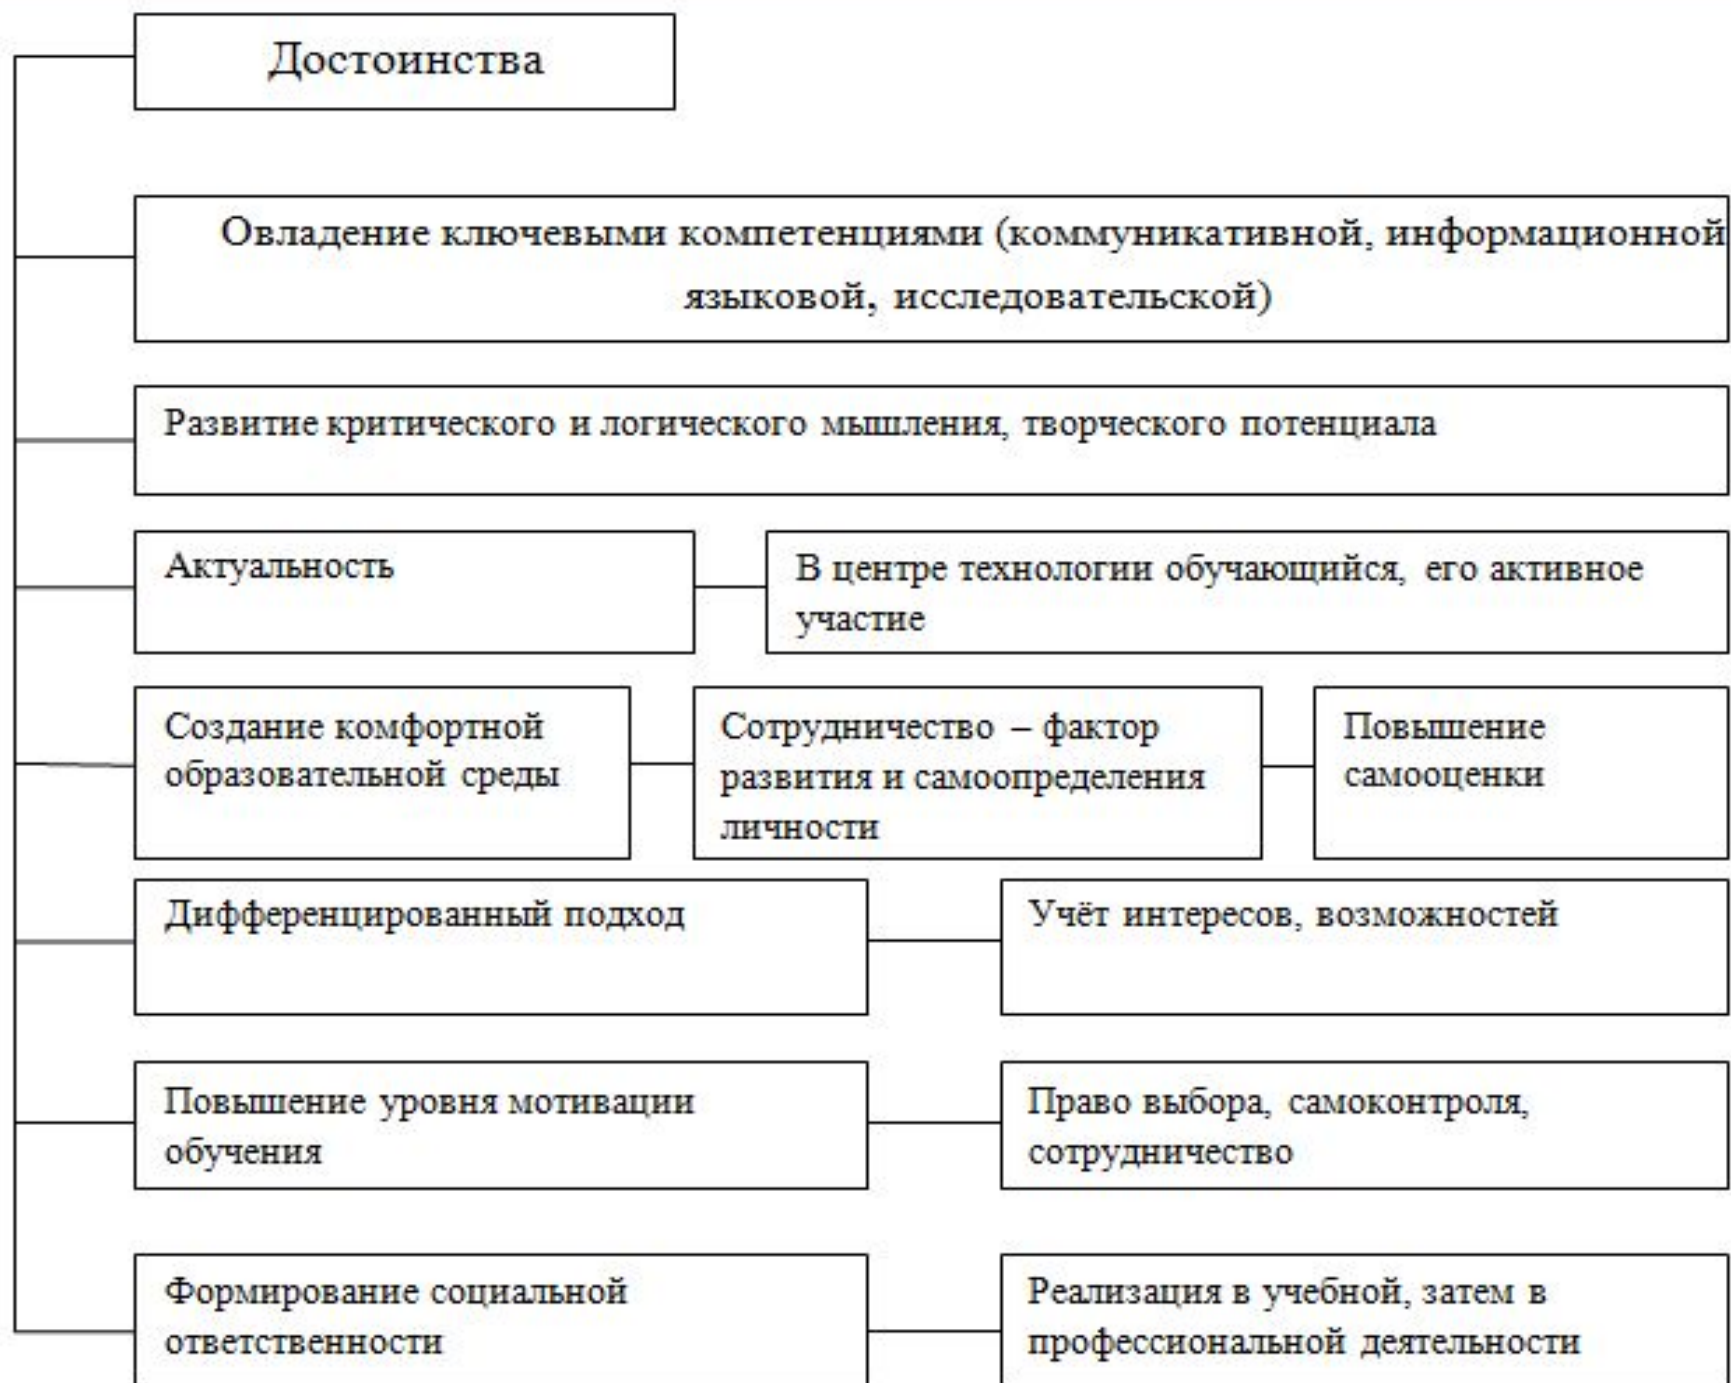 Достоинства
Овладение ключевыми компетенциями (коммуникативной, информационной
языковой, исследовательской)
Развитие критического и логического мышления, творческого потенциала
Актуальность
В центре технологии обучающийся, его активное
участие
Создание комфортной
образовательной среды
Сотрудничество – фактор
развития и самоопределения
личности
Повышение
самооценки
Дифференцированный подход
Учёт интересов, возможностей
Повышение уровня мотивации
обучения
Право выбора, самоконтроля,
сотрудничество
Формирование социальной
ответственности
Реализация в учебной, затем в
профессиональной деятельности